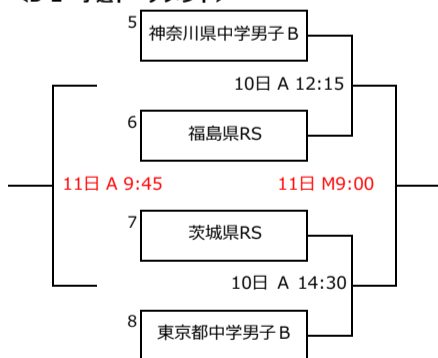 5
神奈川県中学男子B
10日 A 12:15
6
福島県RS
11日 A 9:45
11日 M9:00
7
茨城県RS
10日 A 14:30
8
東京都中学男子B